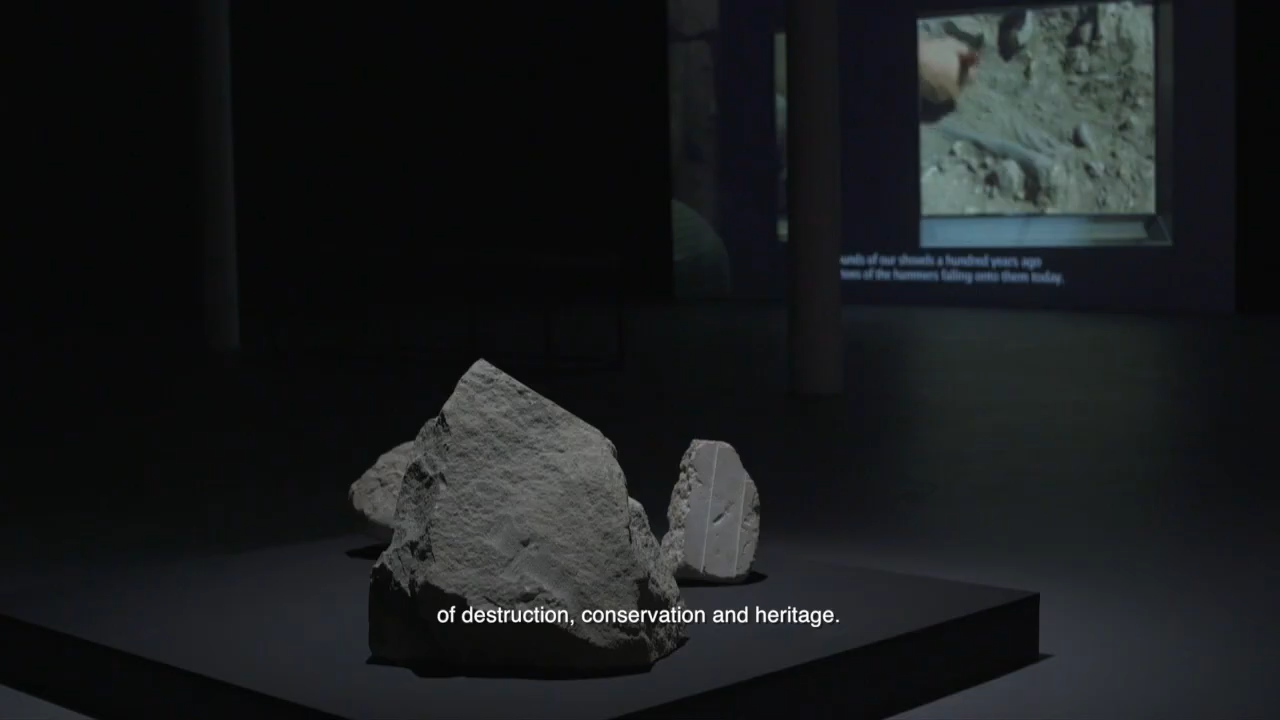 of our shovels a hundred years ago
of the hammers falling onto them today.
of destruction, conservation and heritage.